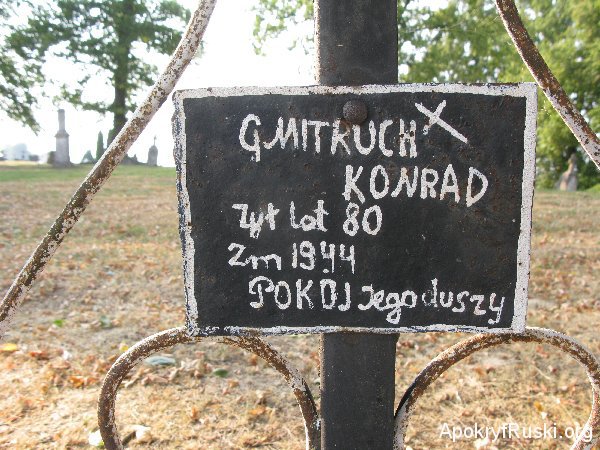 GMITRUCH
KONRAD
Żył lat 80
Zm 1944
POKÓJ Jego duszy
ApokryfRuski.org